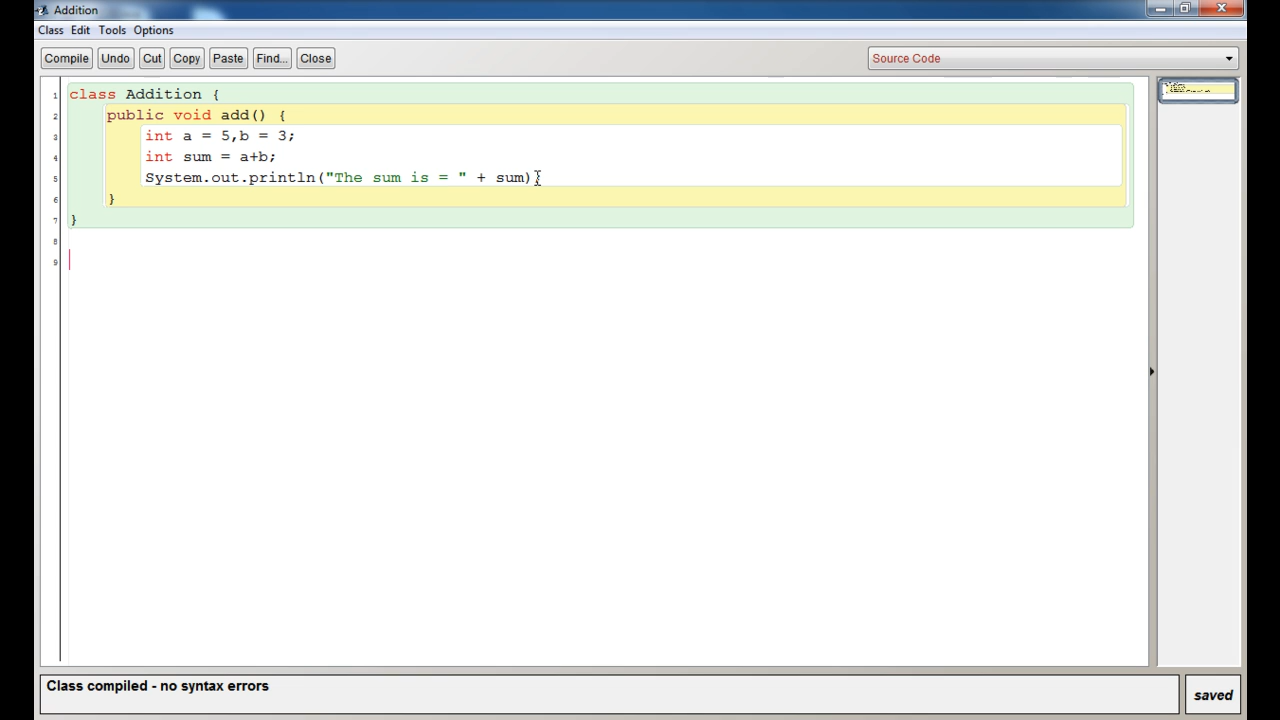 Addition
Class Edit Tools Options
Compile Undo Cut Copy Paste Find... Close Source Code
1 class Addition {
2 public void add() {
3 int a = 5,b = 3;
4 int sum = a+b;
5 System.out.println("The sum is = " + sum);
6 }
7 }
8
9
Class compiled - no syntax errors
saved